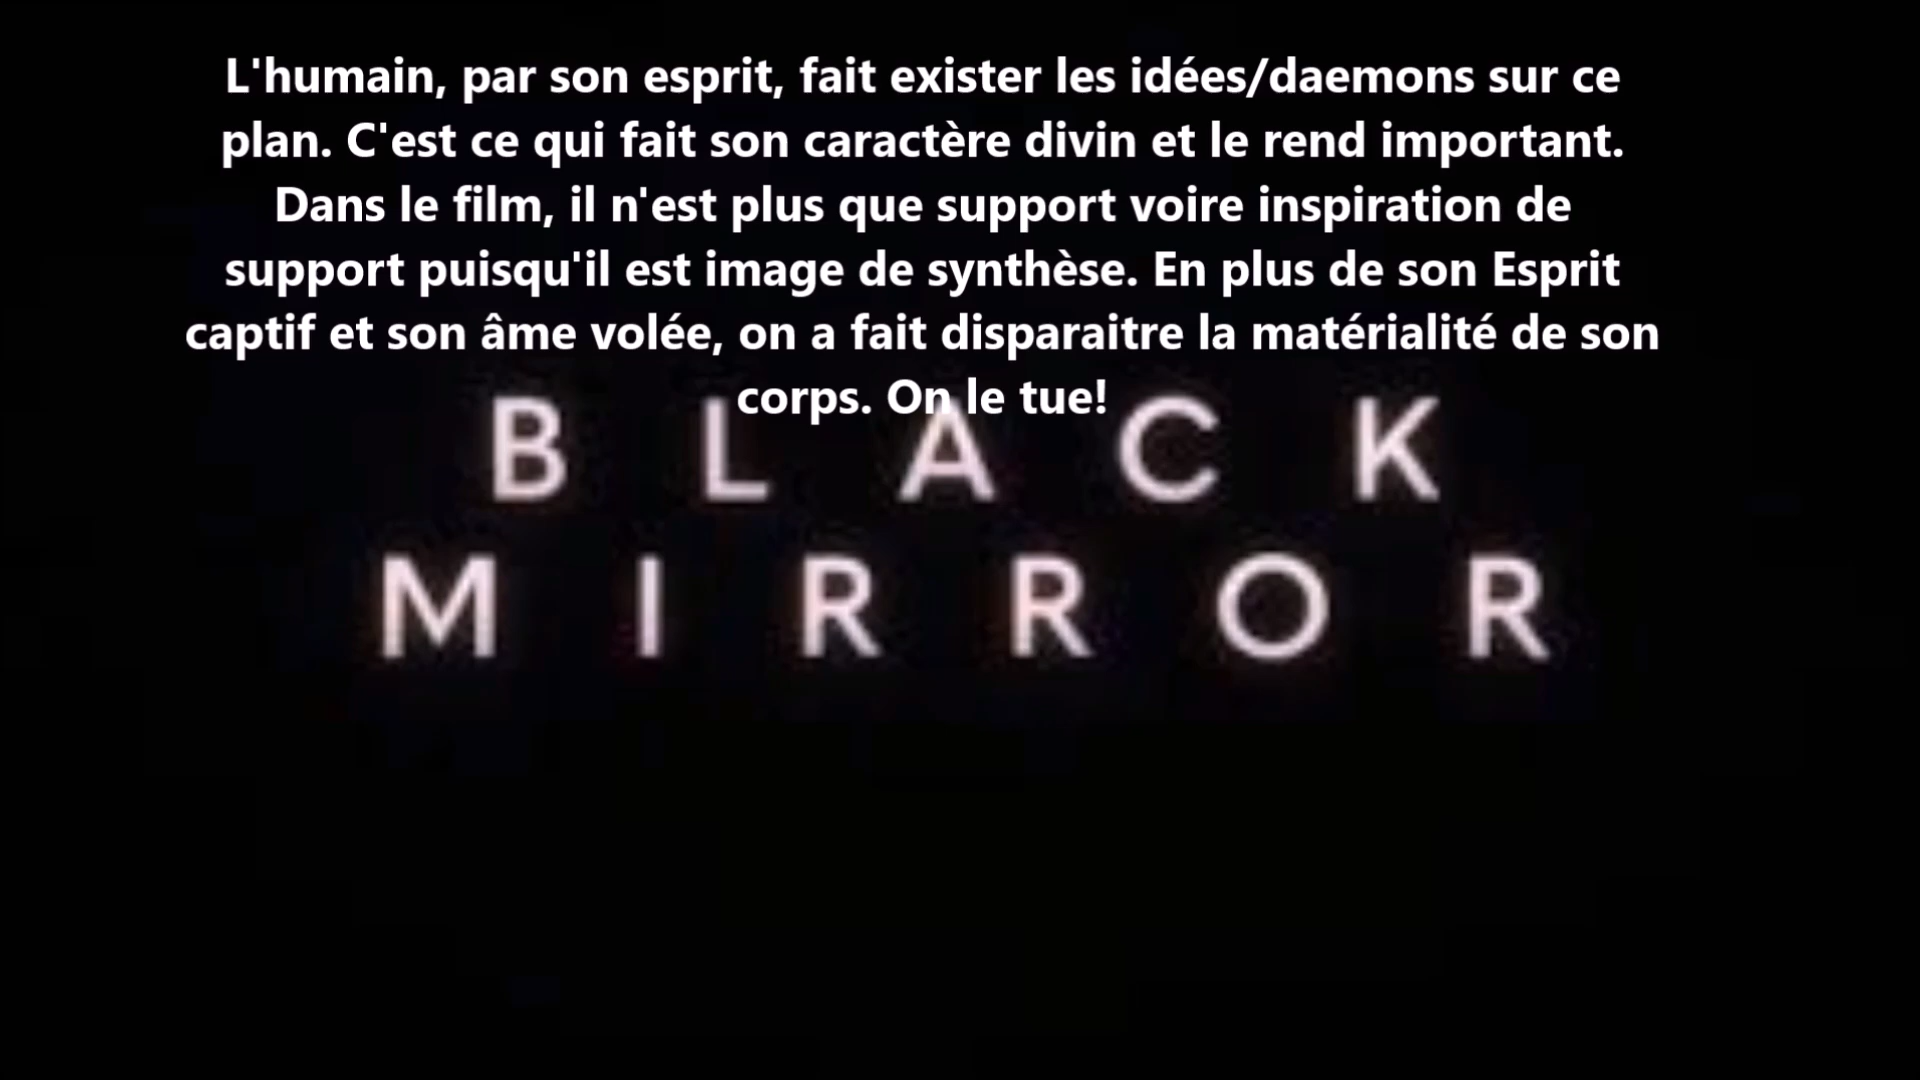 L'humain, par son esprit, fait exister les idées/daemons sur ce
plan. C'est ce qui fait son caractère divin et le rend important.
Dans le film, il n'est plus que support voire inspiration de
support puisqu'il est image de synthèse. En plus de son Esprit
captif et son âme volée, on a fait disparaitre la matérialité de son
corps. On le tue!
BLACK
MIRROR